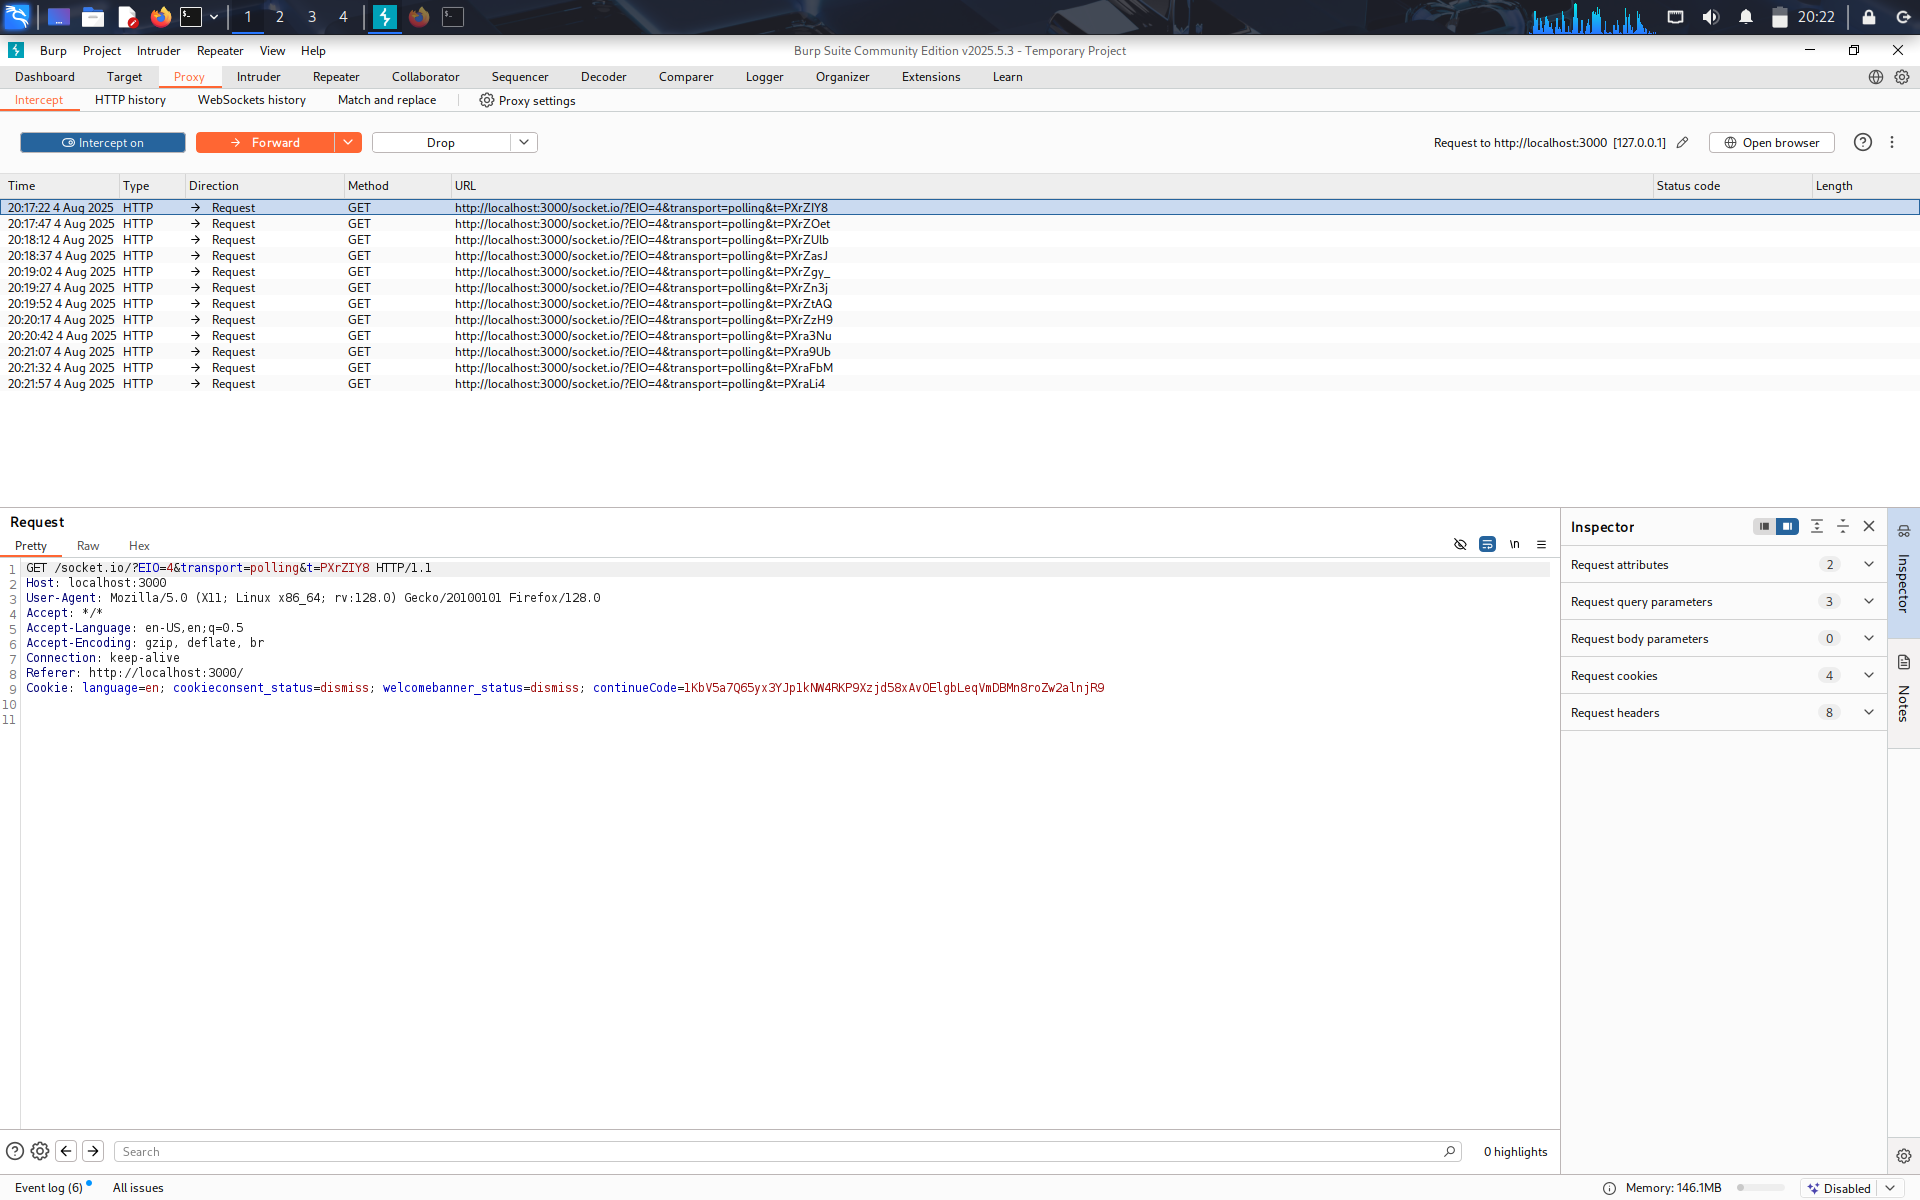 1 2 3 4 20:22
Burp Project Intruder Repeater View Help Burp Suite Community Edition v2025.5.3 - Temporary Project
Dashboard Target Proxy Intruder Repeater Collaborator Sequencer Decoder Comparer Logger Organizer Extensions Learn
Intercept HTTP history WebSockets history Match and replace Proxy settings
Intercept on Forward Drop Request to http://localhost:3000 [127.0.0.1] Open browser
Time Type Direction Method URL Status code Length
20:17:22 4 Aug 2025 HTTP → Request GET http://localhost:3000/socket.io/?EIO=4&transport=polling&t=PXrZIY8
20:17:47 4 Aug 2025 HTTP → Request GET http://localhost:3000/socket.io/?EIO=4&transport=polling&t=PXrZOet
20:18:12 4 Aug 2025 HTTP → Request GET http://localhost:3000/socket.io/?EIO=4&transport=polling&t=PXrZUlb
20:18:37 4 Aug 2025 HTTP → Request GET http://localhost:3000/socket.io/?EIO=4&transport=polling&t=PXrZasJ
20:19:02 4 Aug 2025 HTTP → Request GET http://localhost:3000/socket.io/?EIO=4&transport=polling&t=PXrZgy_
20:19:27 4 Aug 2025 HTTP → Request GET http://localhost:3000/socket.io/?EIO=4&transport=polling&t=PXrZn3j
20:19:52 4 Aug 2025 HTTP → Request GET http://localhost:3000/socket.io/?EIO=4&transport=polling&t=PXrZtAQ
20:20:17 4 Aug 2025 HTTP → Request GET http://localhost:3000/socket.io/?EIO=4&transport=polling&t=PXrZzH9
20:20:42 4 Aug 2025 HTTP → Request GET http://localhost:3000/socket.io/?EIO=4&transport=polling&t=PXra3Nu
20:21:07 4 Aug 2025 HTTP → Request GET http://localhost:3000/socket.io/?EIO=4&transport=polling&t=PXra9Ub
20:21:32 4 Aug 2025 HTTP → Request GET http://localhost:3000/socket.io/?EIO=4&transport=polling&t=PXraFbM
20:21:57 4 Aug 2025 HTTP → Request GET http://localhost:3000/socket.io/?EIO=4&transport=polling&t=PXraLi4
Request
Pretty Raw Hex
\n
1 GET /socket.io/?EIO=4&transport=polling&t=PXrZIY8 HTTP/1.1
2 Host: localhost:3000
3 User-Agent: Mozilla/5.0 (X11; Linux x86_64; rv:128.0) Gecko/20100101 Firefox/128.0
4 Accept: */*
5 Accept-Language: en-US,en;q=0.5
6 Accept-Encoding: gzip, deflate, br
7 Connection: keep-alive
8 Referer: http://localhost:3000/
9 Cookie: language=en; cookieconsent_status=dismiss; welcomebanner_status=dismiss; continueCode=1KbV5a7Q65yx3YJp1kNW4RKP9Xzjd58xAvOElgbLeqVmDBMn8roZw2alnjR9
10
11
Inspector
Request attributes 2
Request query parameters 3
Request body parameters 0
Request cookies 4
Request headers 8
Inspector
Notes
Search 0 highlights
Event log (6) All issues Memory: 146.1MB Disabled